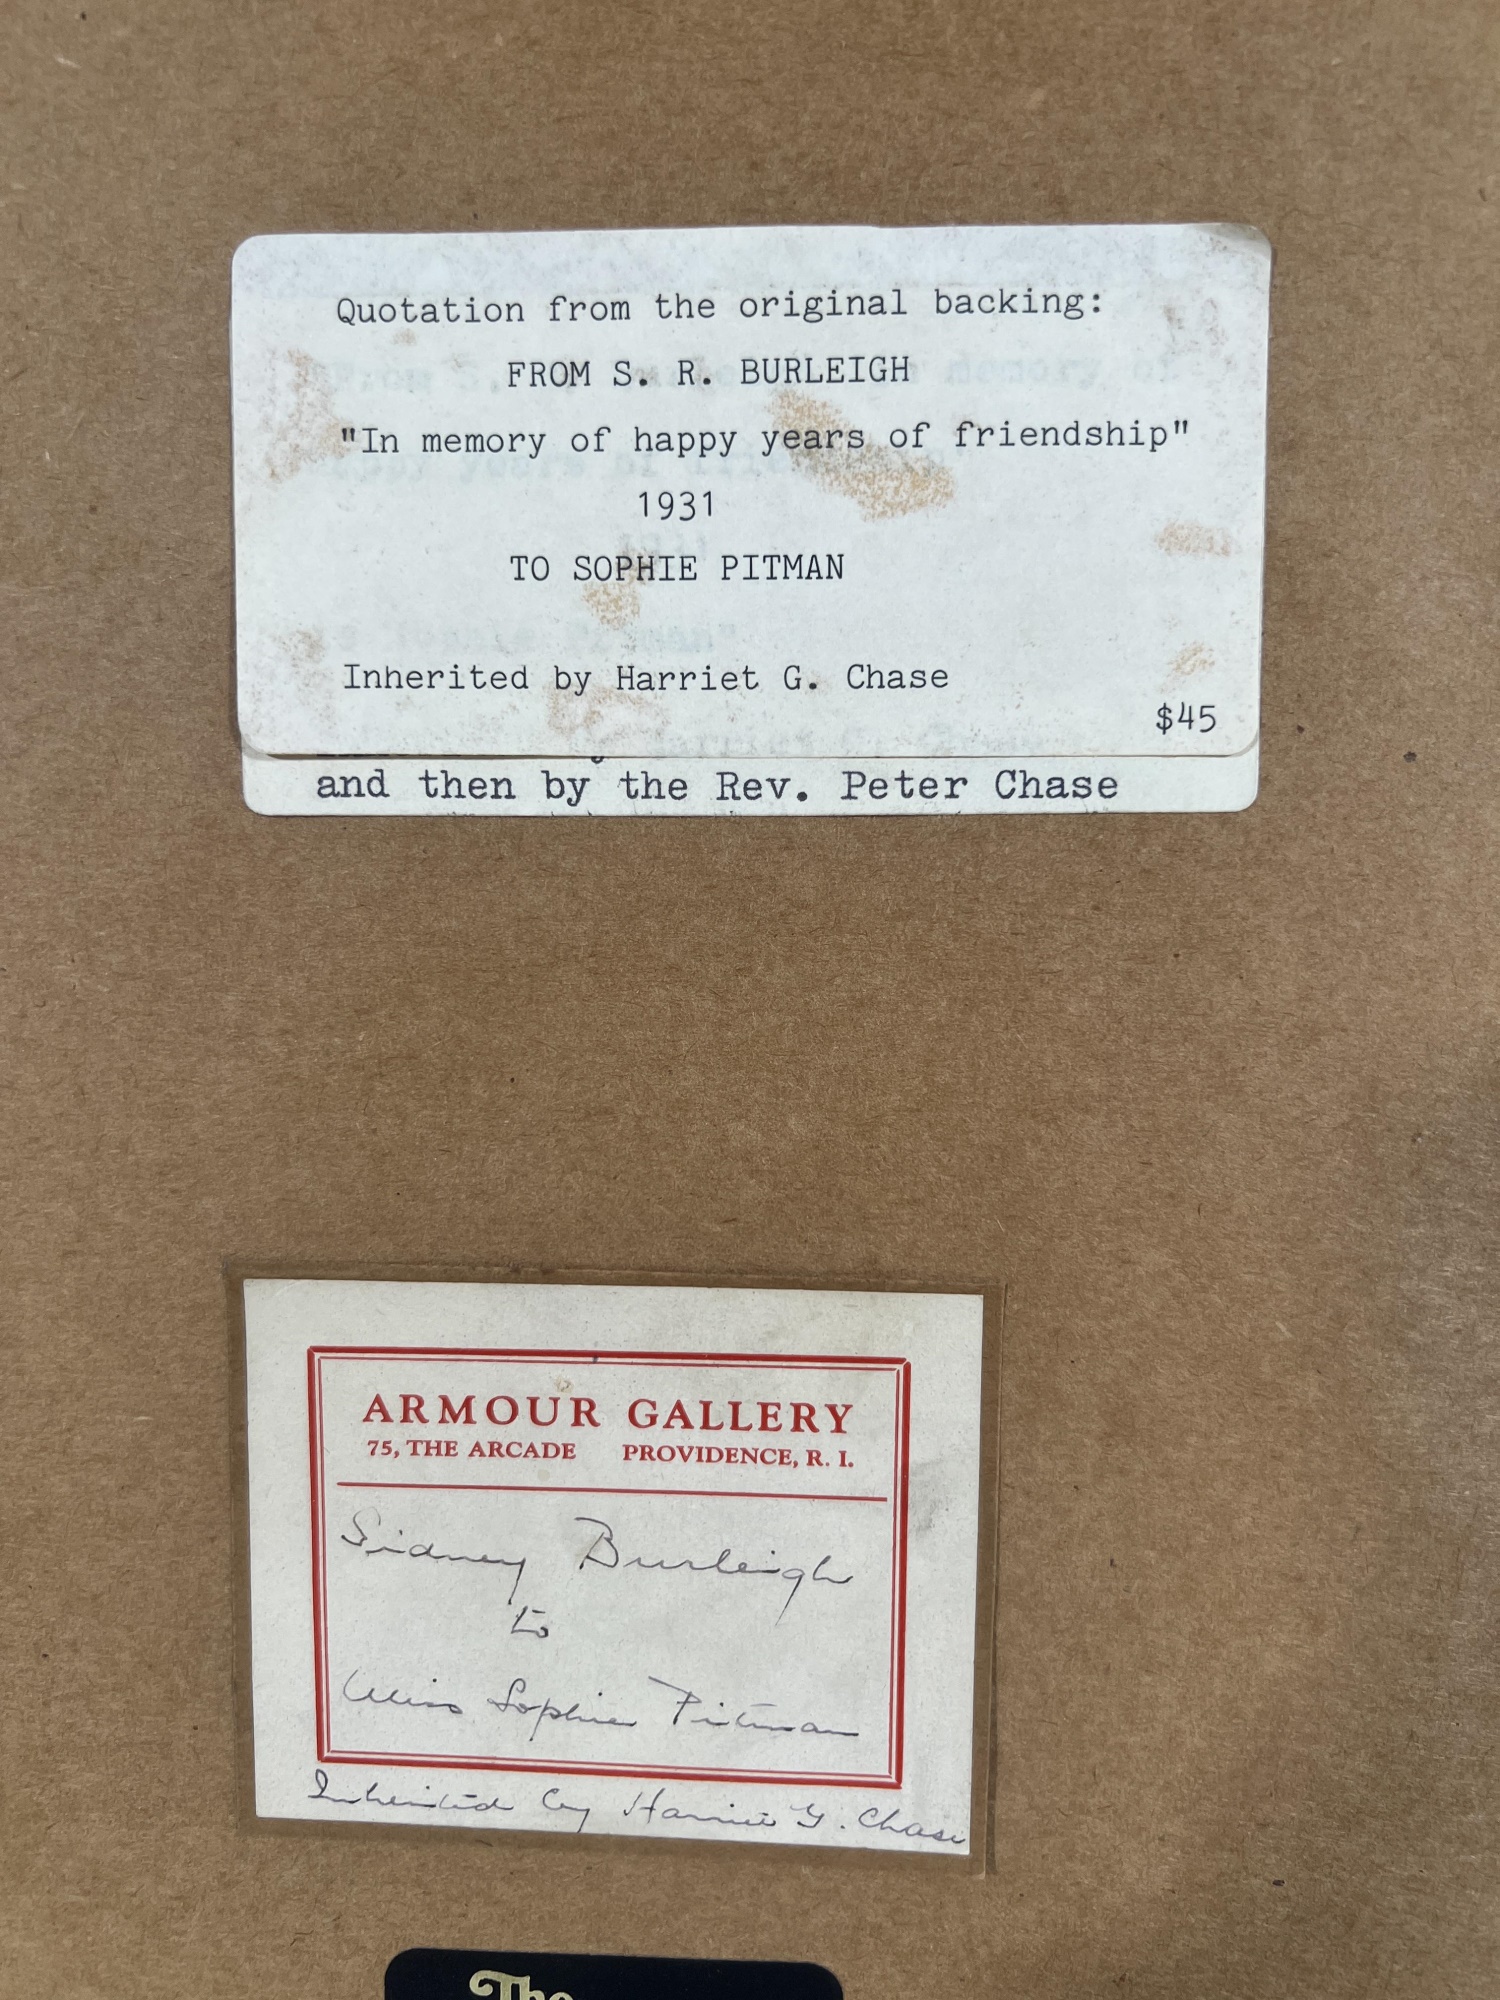 Quotation from the original backing:
FROM S. R. BURLEIGH
"In memory of happy years of friendship"
1931
TO SOPHIE PITMAN
Inherited by Harriet G. Chase
$45
and then by the Rev. Peter Chase
ARMOUR GALLERY
75, THE ARCADE PROVIDENCE, R. I.
Sidney Burleigh
to
Miss Sophie Pitman
Inherited by Harriet G. Chase
The